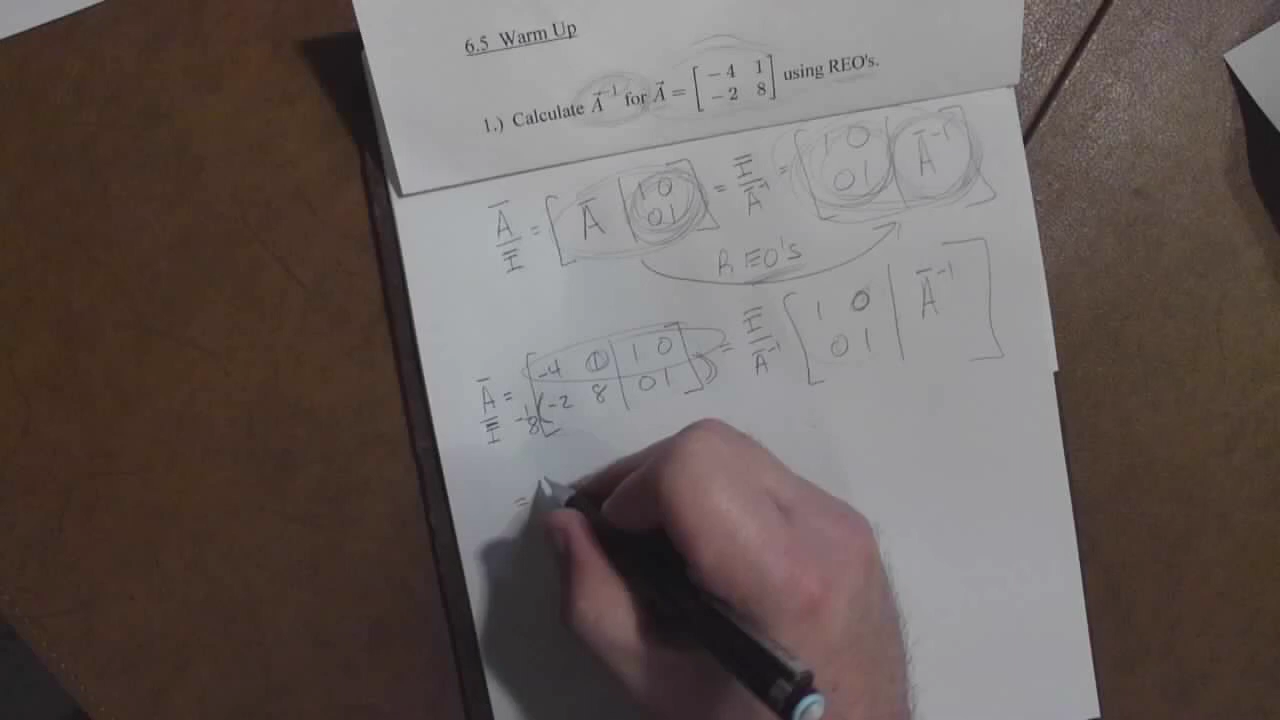 6.5 Warm Up
1.) Calculate A⃗⁻¹ for A⃗ = [-4 1; -2 8] using REO's.
A̅/I̿ = [A̅ | 1 0; 0 1] = I̿/A̅⁻¹ = [1 0; 0 1 | A̅⁻¹]
REO's
A̅/I̿ = [-4 1 | 1 0; -2 8 | 0 1] = I̿/A̅⁻¹ [1 0; 0 1 | A̅⁻¹]
-1/8
=